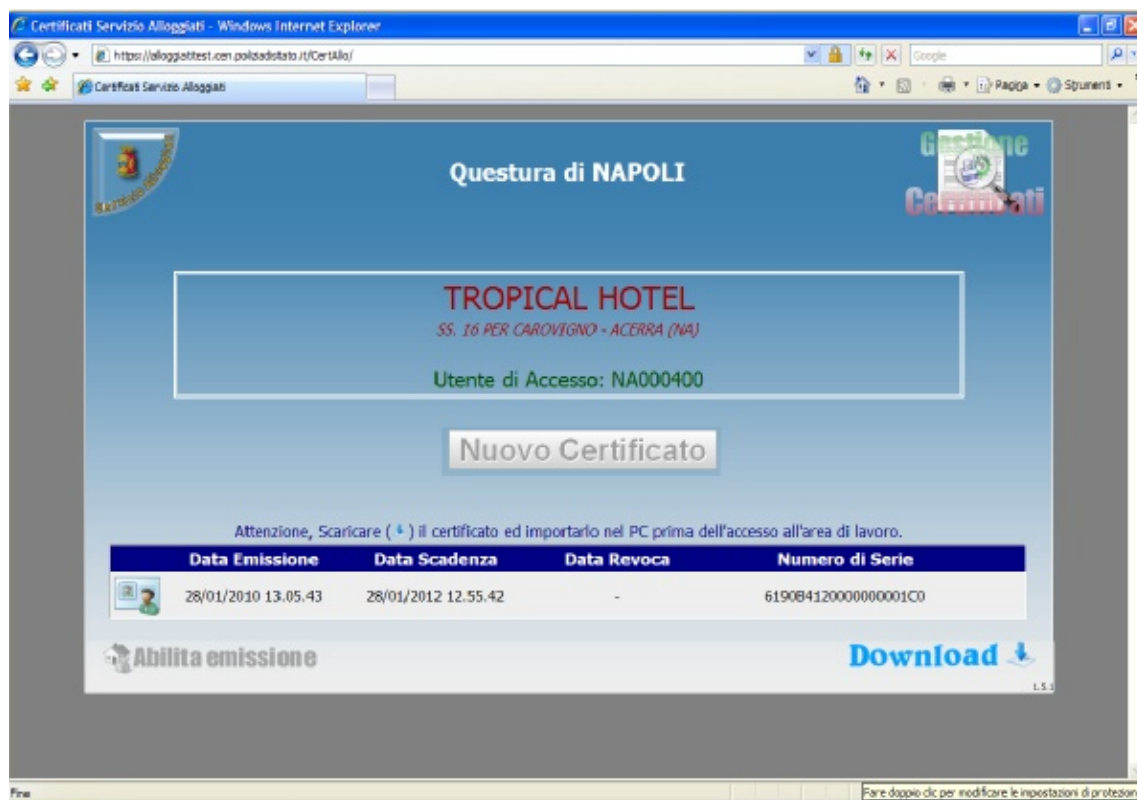 Certificati Servizio Alloggiati - Windows Internet Explorer
https://alloggiatitest.cen.poliziadistato.it/CertAllo/
Google
Certificati Servizio Alloggiati
Pagina
Strumenti
Questura di NAPOLI
Gestione
Certificati
TROPICAL HOTEL
SS. 16 PER CAROVIGNO - ACERRA (NA)
Utente di Accesso: NA000400
Nuovo Certificato
Attenzione, Scaricare ( ) il certificato ed importarlo nel PC prima dell'accesso all'area di lavoro.
Data Emissione Data Scadenza Data Revoca Numero di Serie
28/01/2010 13.05.43 28/01/2012 12.55.42 - 6190B4120000000001C0
Abilita emissione
Download
1.5.1
Fine
Fare doppio clic per modificare le impostazioni di protezion